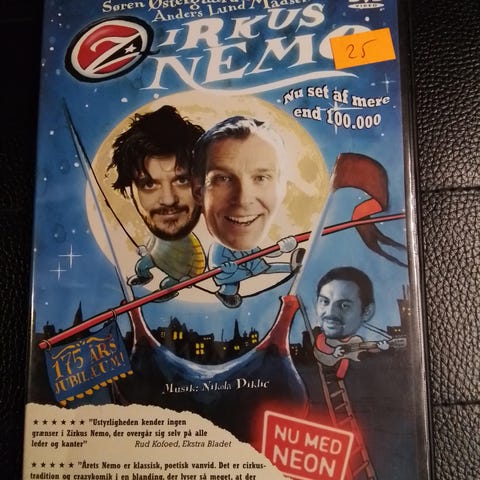 Søren Østergaard
Anders Lund Madsen
ZIRKUS
NEMO
VIDEO
25
Nu set af mere
end 100.000
175 ÅRS
JUBILÆUM!
Musik: Nikola Diklic
★★★★★★ "Ustyrligheden kender ingen
grænser i Zirkus Nemo, der overgår sig selv på alle
leder og kanter" Rud Kofoed, Ekstra Bladet
NU MED
NEON
★★★★★ "Årets Nemo er klassisk, poetisk vanvid. Det er cirkus-
tradition og crazykomik i en blanding, der lyser så meget, at der